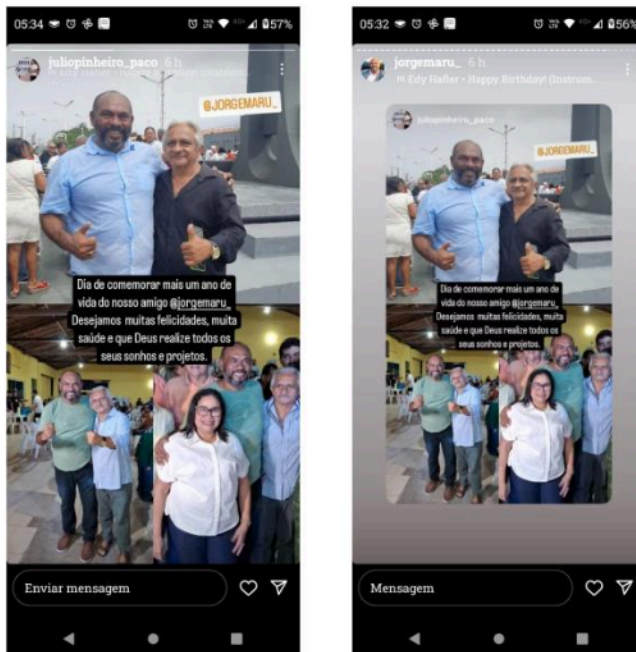 05:34
57%
juliopinheiro_paco 6 h
@JORGEMARU_
Dia de comemorar mais um ano de
vida do nosso amigo @jorgemaru_
Desejamos muitas felicidades, muita
saúde e que Deus realize todos os
seus sonhos e projetos.
Enviar mensagem
05:32
56%
jorgemaru_ 6 h
Edy Hafler • Happy Birthday! (Instrum...
juliopinheiro_paco
@JORGEMARU_
Dia de comemorar mais um ano de
vida do nosso amigo @jorgemaru_
Desejamos muitas felicidades, muita
saúde e que Deus realize todos os
seus sonhos e projetos.
Mensagem